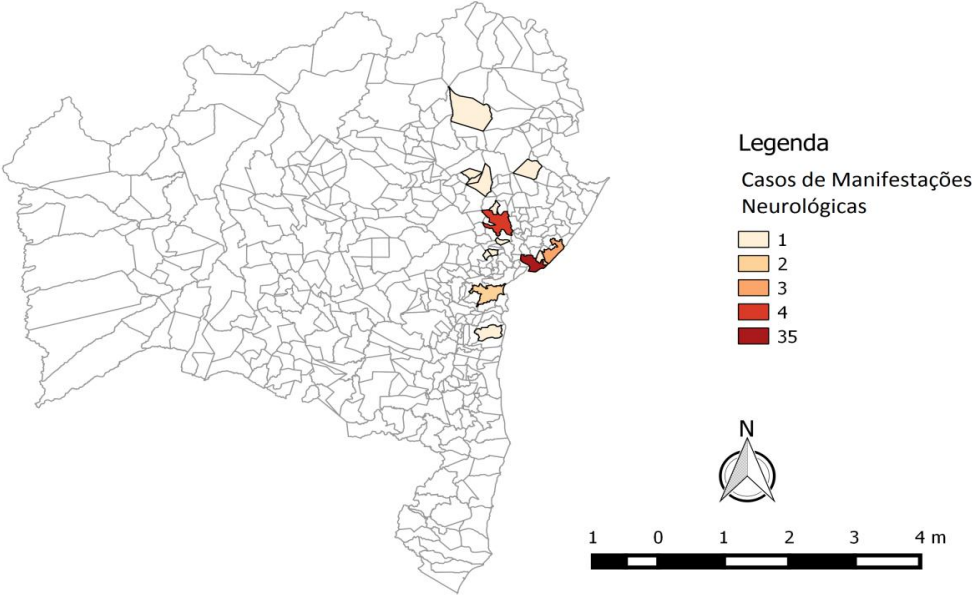 Legenda
Casos de Manifestações
Neurológicas
1
2
3
4
35
N
1 0 1 2 3 4 m